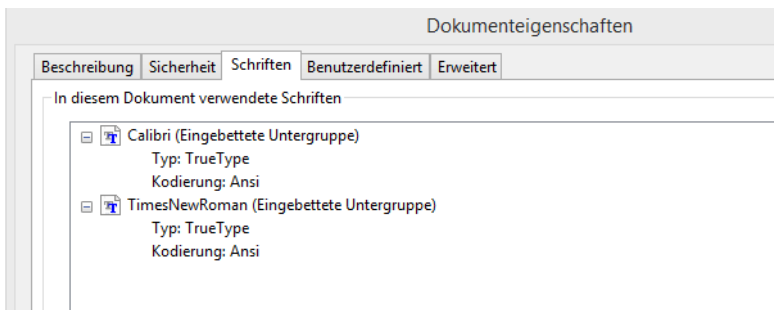 Dokumenteigenschaften
Beschreibung Sicherheit Schriften Benutzerdefiniert Erweitert
In diesem Dokument verwendete Schriften
Calibri (Eingebettete Untergruppe)
Typ: TrueType
Kodierung: Ansi
TimesNewRoman (Eingebettete Untergruppe)
Typ: TrueType
Kodierung: Ansi